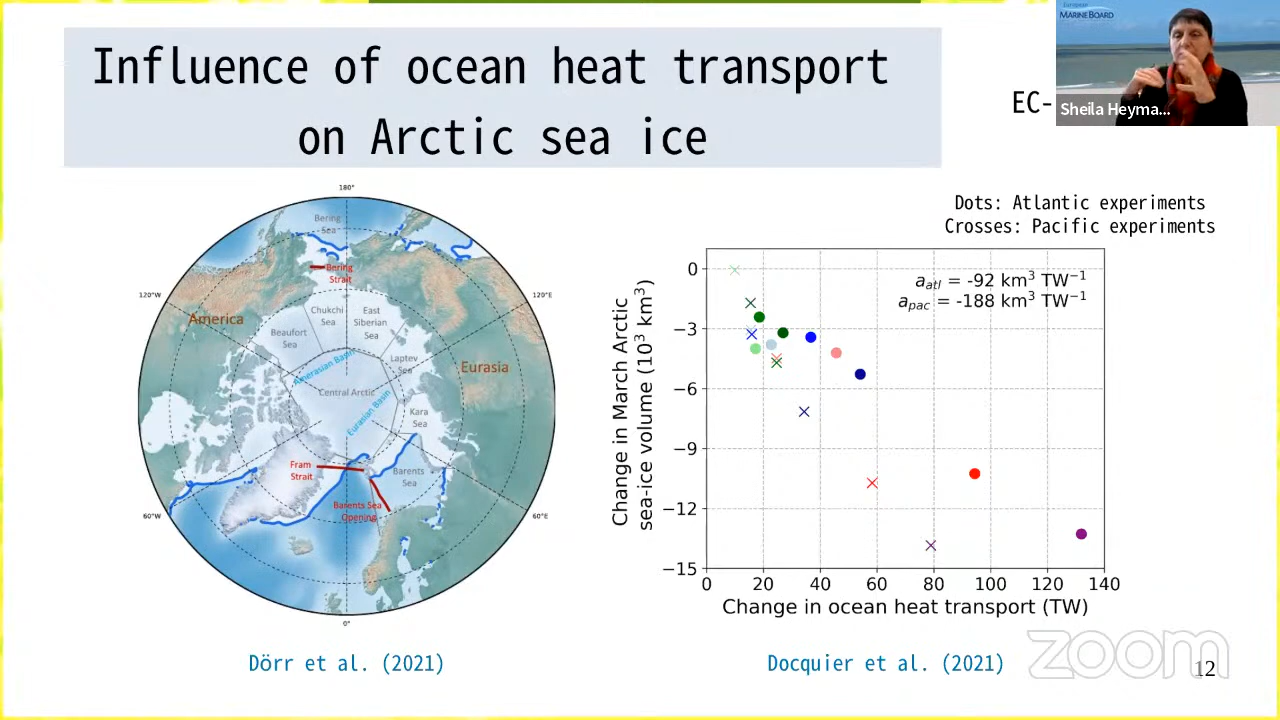 Influence of ocean heat transport
on Arctic sea ice
EC-
European
MARINE BOARD
Sheila Heyma...
180°
Bering
Sea
Bering
Strait
120°W
120°E
America
Chukchi
Sea
East
Siberian
Sea
Beaufort
Sea
Laptev
Sea
Amerasian Basin
Eurasia
Central Arctic
Eurasian Basin
Kara
Sea
Fram
Strait
Barents
Sea
Barents Sea
Opening
60°W
60°E
0°
Dörr et al. (2021)
Dots: Atlantic experiments
Crosses: Pacific experiments
a_atl = -92 km³ TW⁻¹
a_pac = -188 km³ TW⁻¹
Change in March Arctic
sea-ice volume (10³ km³)
0
−3
−6
−9
−12
−15
0 20 40 60 80 100 120 140
Change in ocean heat transport (TW)
Docquier et al. (2021)
zoom
12